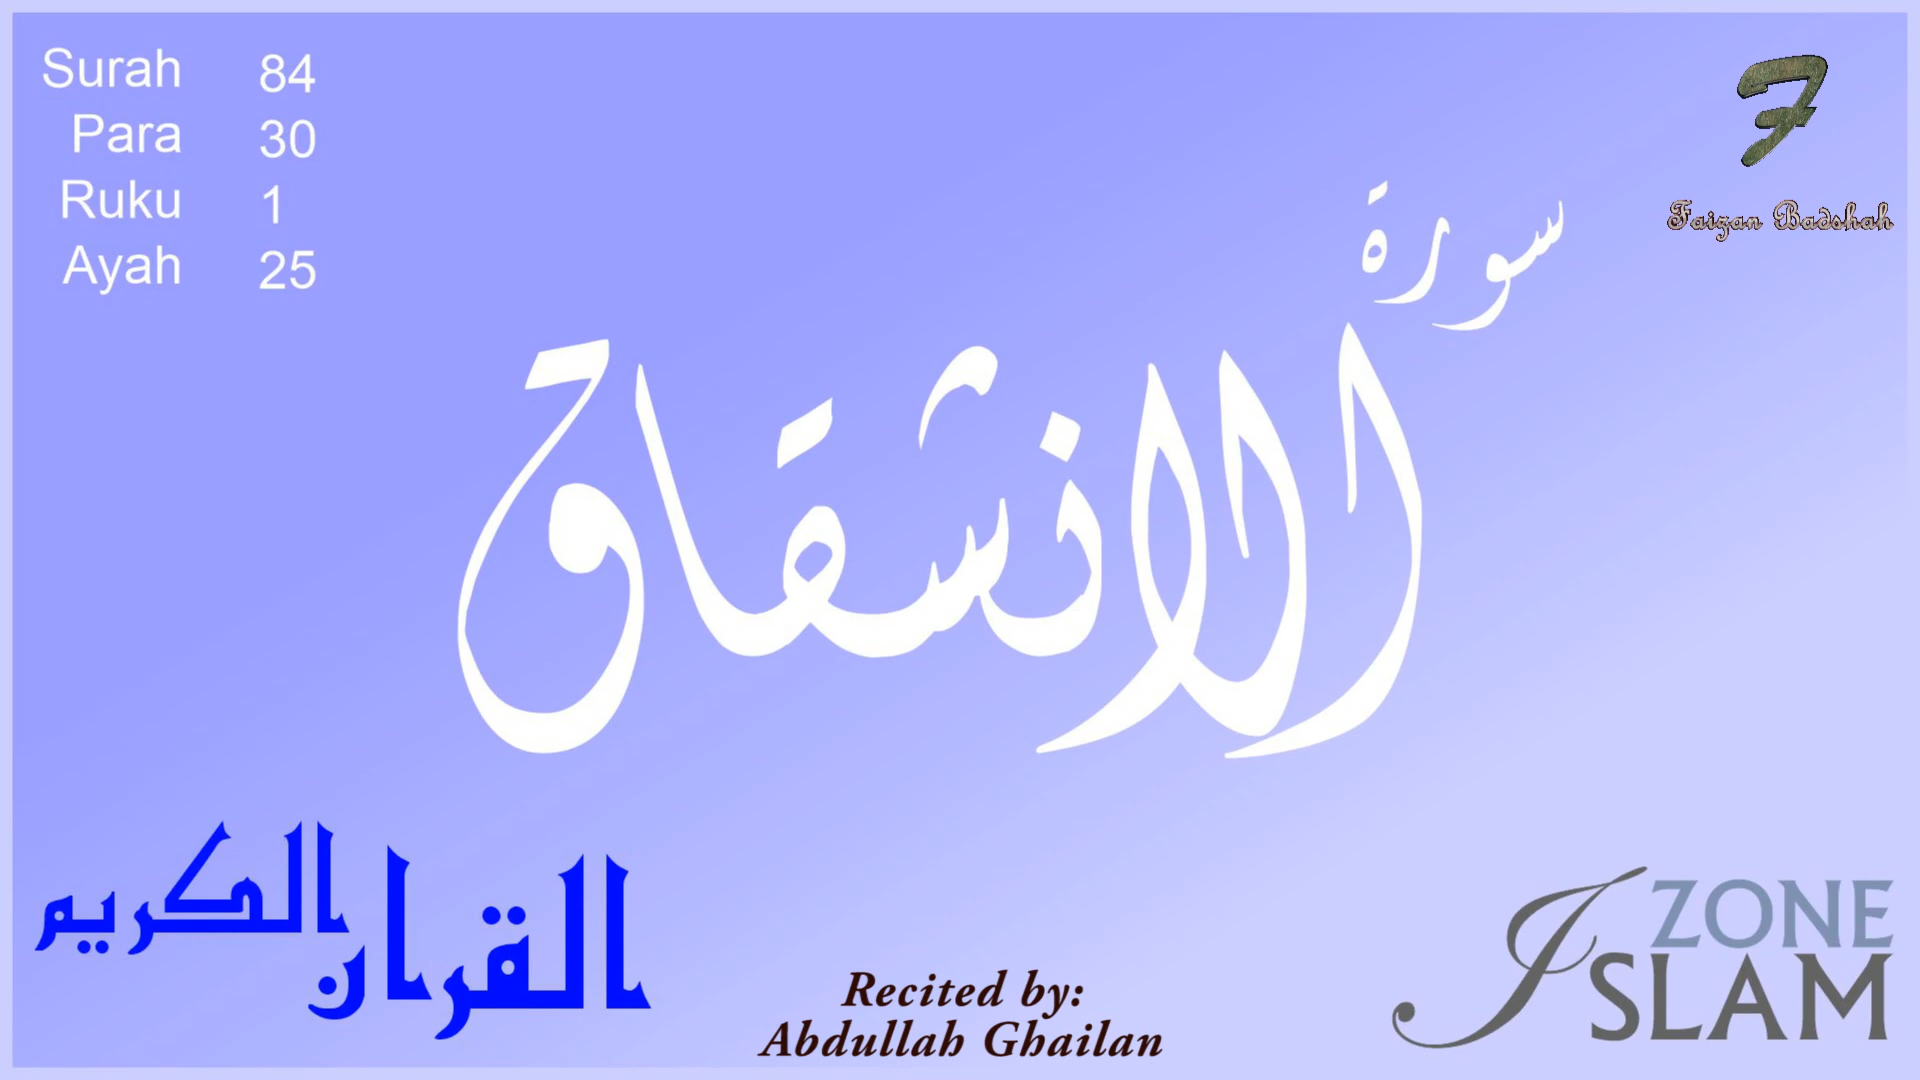 Surah 84
Para 30
Ruku 1
Ayah 25
F
Faizan Badshah
سورة
الانشقاق
القران
الكريم
Recited by:
Abdullah Ghailan
ZONE
ISLAM